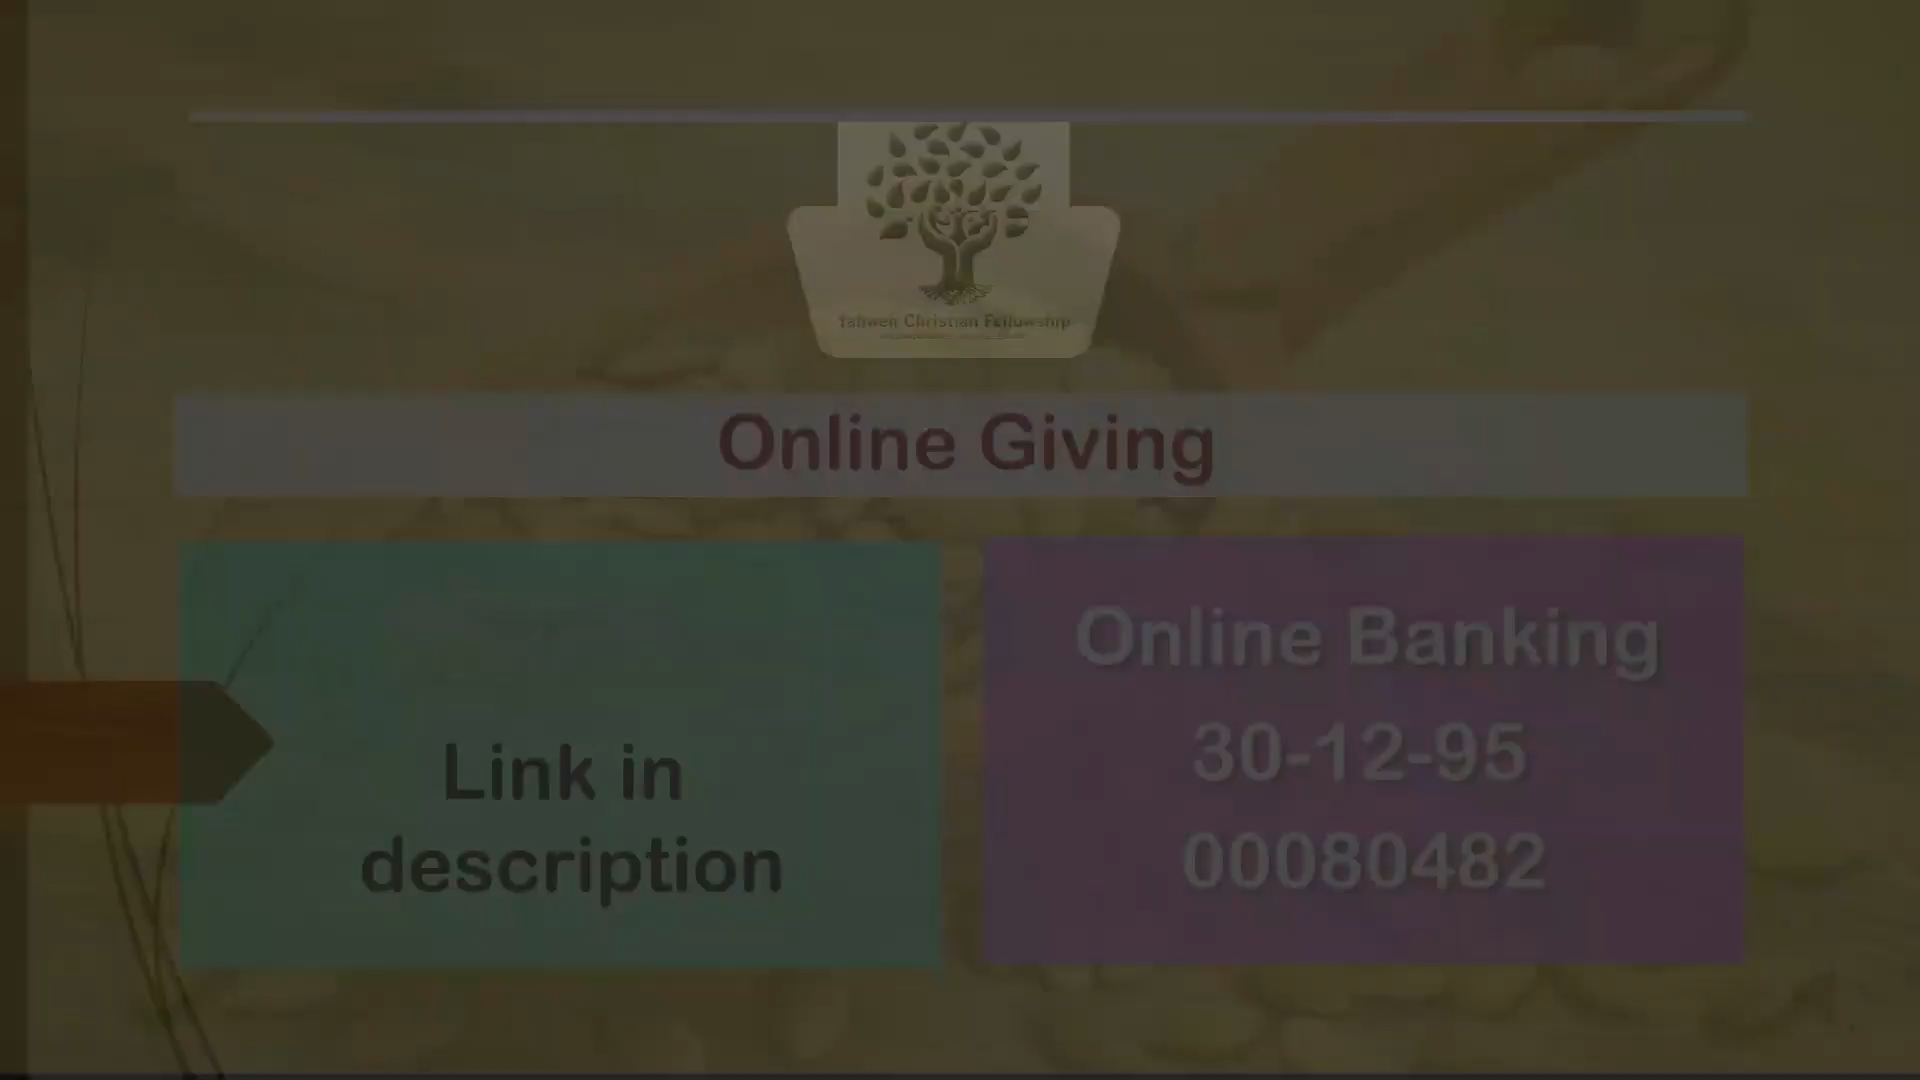 Yahweh Christian Fellowship
Online Giving
Link in
description
Online Banking
30-12-95
00080482